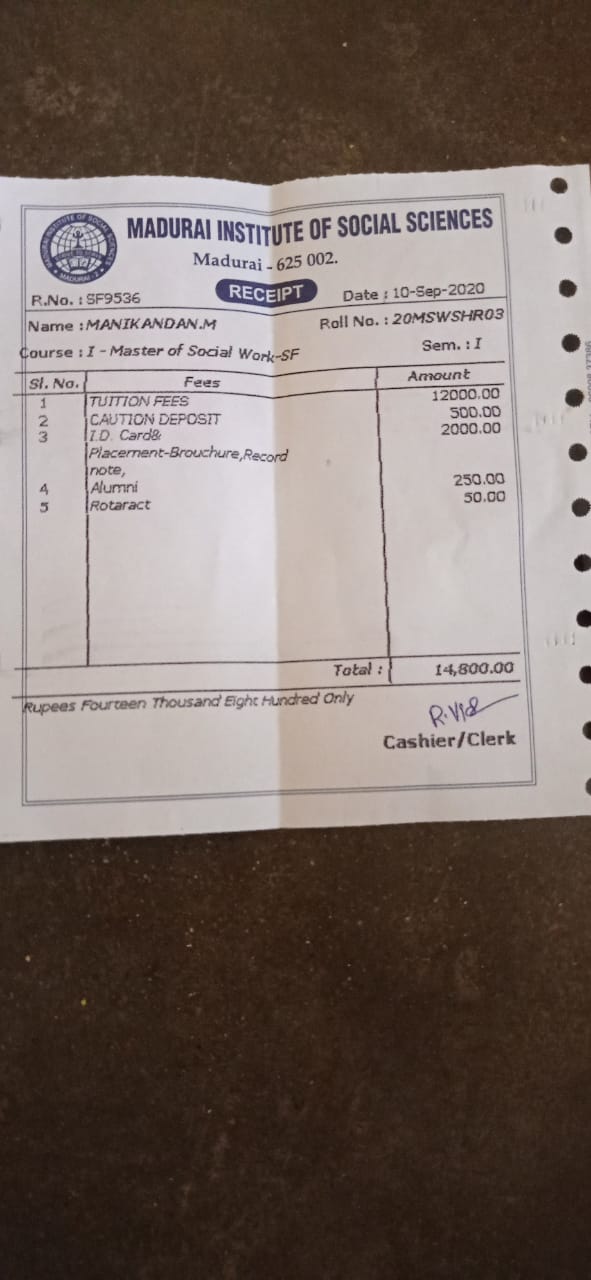 MADURAI INSTITUTE OF SOCIAL SCIENCES
Madurai - 625 002.
RECEIPT
R.No. : SF9536 Date : 10-Sep-2020
Name : MANIKANDAN.M Roll No. : 20MSWSHR03
Course : I - Master of Social Work-SF Sem. : I
Sl. No. Fees Amount
1 TUITION FEES 12000.00
2 CAUTION DEPOSIT 500.00
3 I.D. Card& 2000.00
Placement-Brouchure,Record
note,
4 Alumni 250.00
5 Rotaract 50.00
Total : 14,800.00
Rupees Fourteen Thousand Eight Hundred Only
Cashier/Clerk